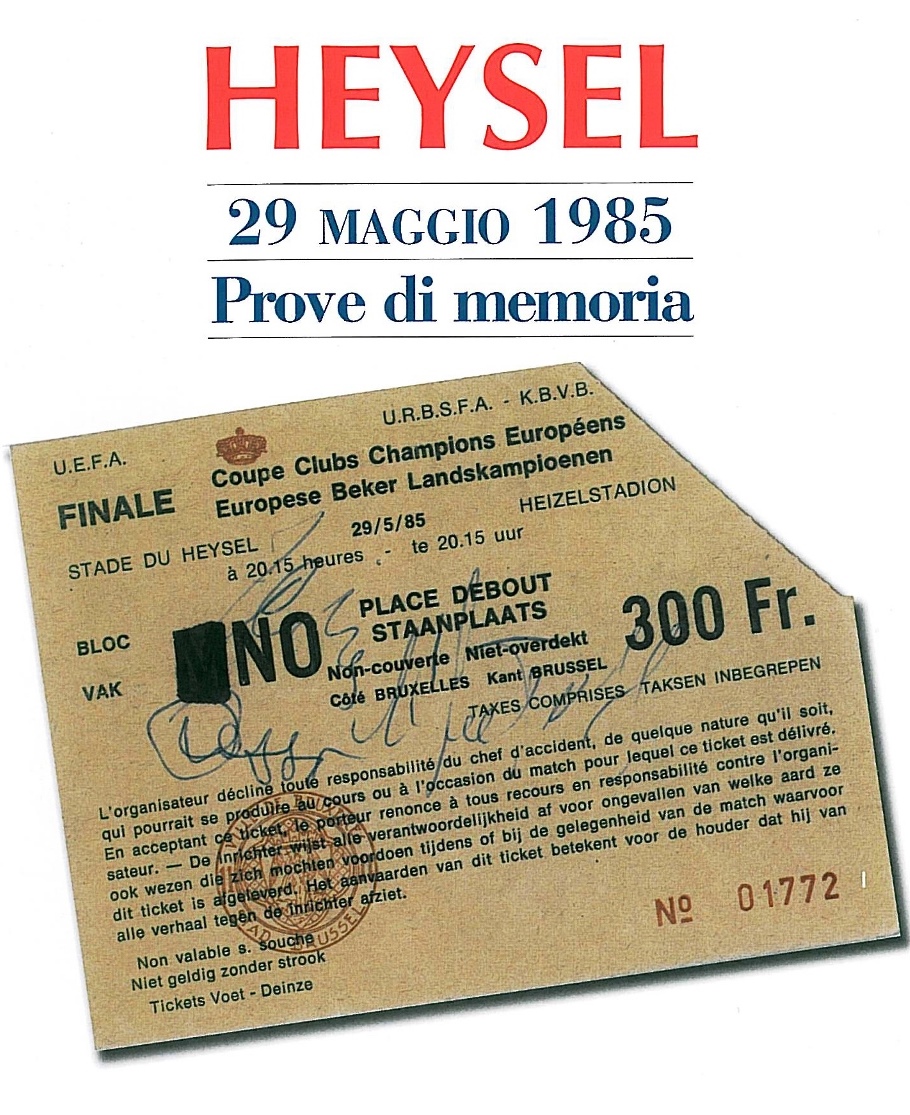 HEYSEL
29 MAGGIO 1985
Prove di memoria
U.E.F.A.
U.R.B.S.F.A. - K.B.V.B.
FINALE
Coupe Clubs Champions Européens
Europese Beker Landskampioenen
STADE DU HEYSEL
29/5/85
HEIZELSTADION
à 20.15 heures - te 20.15 uur
BLOC
VAK
NO
PLACE DEBOUT
STAANPLAATS
Non-couverte Niet-overdekt
Côté BRUXELLES Kant BRUSSEL
300 Fr.
TAXES COMPRISES TAKSEN INBEGREPEN
L'organisateur décline toute responsabilité du chef d'accident, de quelque nature qu'il soit,
qui pourrait se produire au cours ou à l'occasion du match pour lequel ce ticket est délivré.
En acceptant ce ticket, le porteur renonce à tous recours en responsabilité contre l'organi-
sateur. — De inrichter wijst alle verantwoordelijkheid af voor ongevallen van welke aard ze
ook wezen die zich mochten voordoen tijdens of bij de gelegenheid van de match waarvoor
dit ticket is afgeleverd. Het aanvaarden van dit ticket betekent voor de houder dat hij van
alle verhaal tegen de inrichter afziet.
Nº 01772
Non valable s. souche
Niet geldig zonder strook
Tickets Voet - Deinze
BRUSSEL